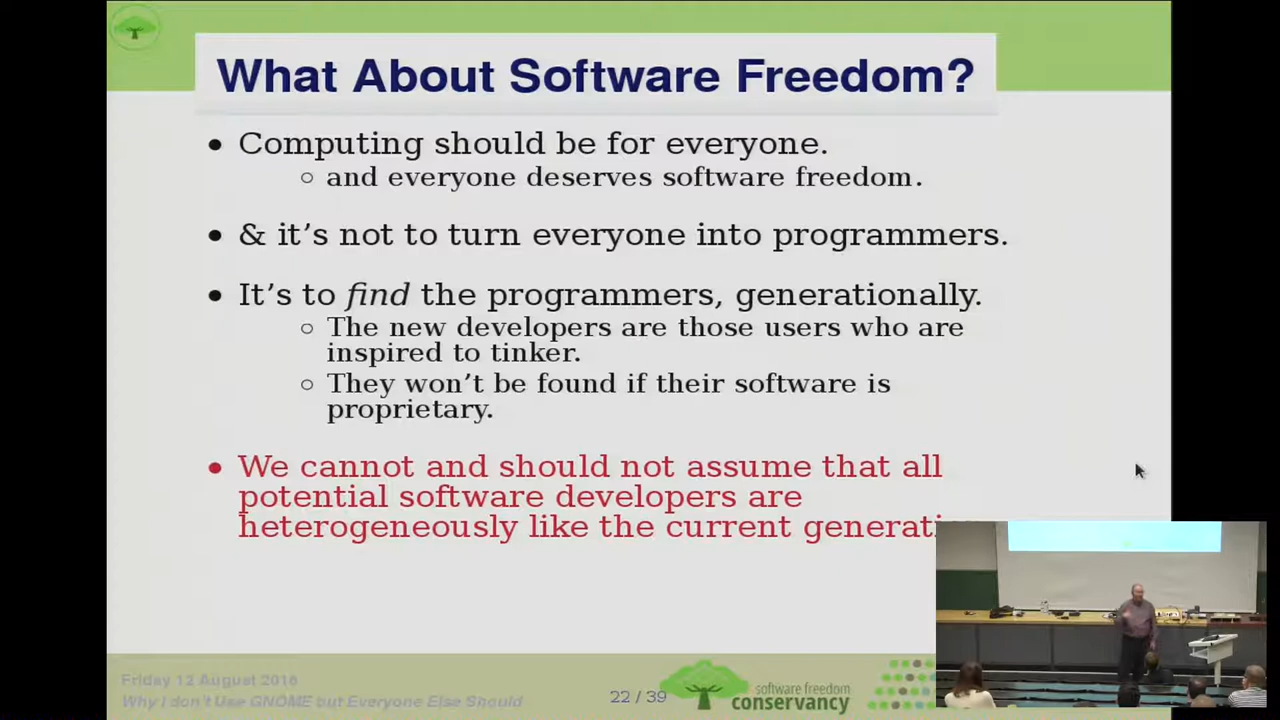 What About Software Freedom?
• Computing should be for everyone.
○ and everyone deserves software freedom.
• & it's not to turn everyone into programmers.
• It's to find the programmers, generationally.
○ The new developers are those users who are
inspired to tinker.
○ They won't be found if their software is
proprietary.
• We cannot and should not assume that all
potential software developers are
heterogeneously like the current generati
Friday 12 August 2016
Why I don't Use GNOME but Everyone Else Should
22 / 39
software freedom
conservancy